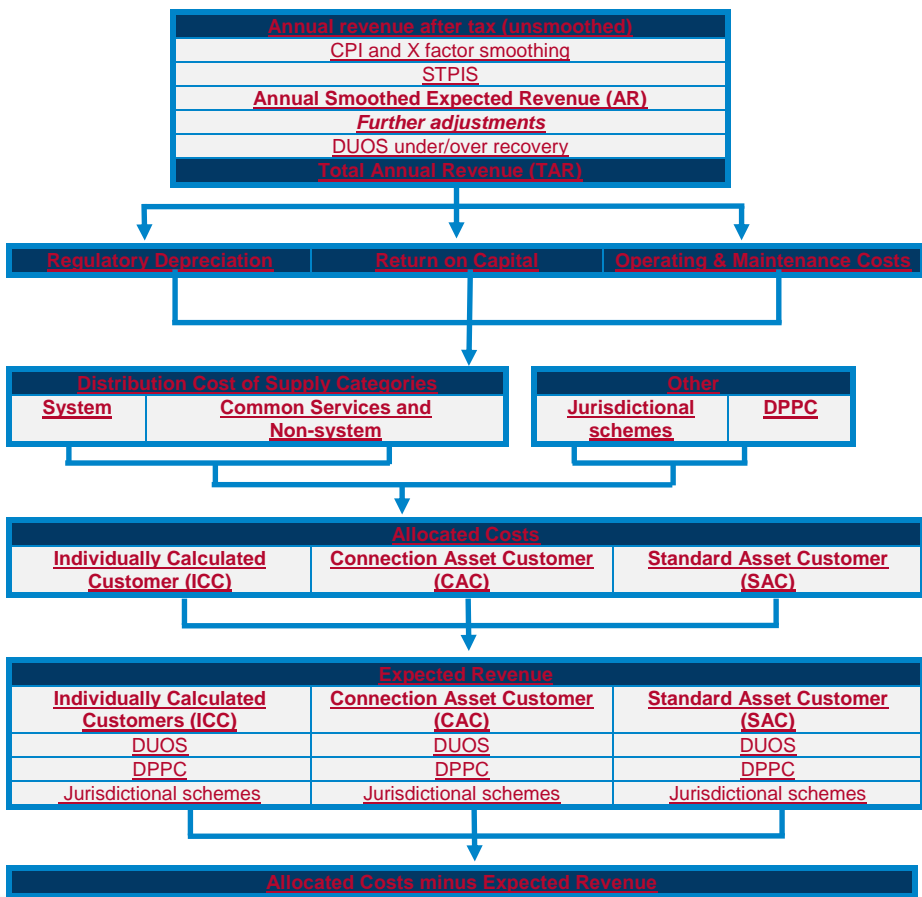 Annual revenue after tax (unsmoothed)
CPI and X factor smoothing
STPIS
Annual Smoothed Expected Revenue (AR)
Further adjustments
DUOS under/over recovery
Total Annual Revenue (TAR)
Regulatory Depreciation
Return on Capital
Operating & Maintenance Costs
Distribution Cost of Supply Categories
System
Common Services and
Non-system
Other
Jurisdictional
schemes
DPPC
Allocated Costs
Individually Calculated
Customer (ICC)
Connection Asset Customer
(CAC)
Standard Asset Customer
(SAC)
Expected Revenue
Individually Calculated
Customers (ICC)
Connection Asset Customer
(CAC)
Standard Asset Customer
(SAC)
DUOS
DUOS
DUOS
DPPC
DPPC
DPPC
Jurisdictional schemes
Jurisdictional schemes
Jurisdictional schemes
Allocated Costs minus Expected Revenue